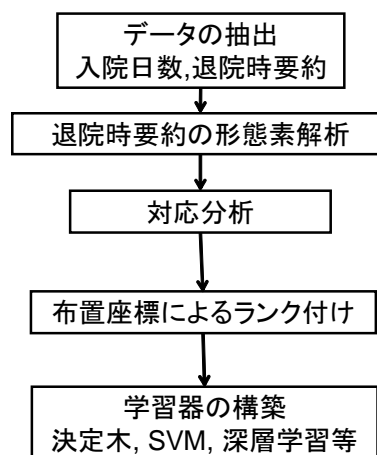 データの抽出
入院日数,退院時要約
退院時要約の形態素解析
対応分析
布置座標によるランク付け
学習器の構築
決定木, SVM, 深層学習等